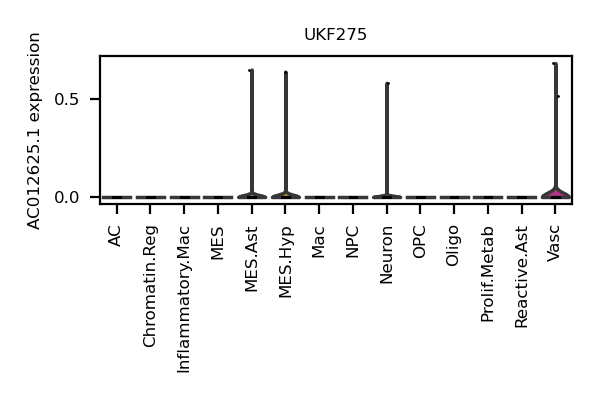 UKF275
AC012625.1 expression
0.5
0.0
AC
Chromatin.Reg
Inflammatory.Mac
MES
MES.Ast
MES.Hyp
Mac
NPC
Neuron
OPC
Oligo
Prolif.Metab
Reactive.Ast
Vasc